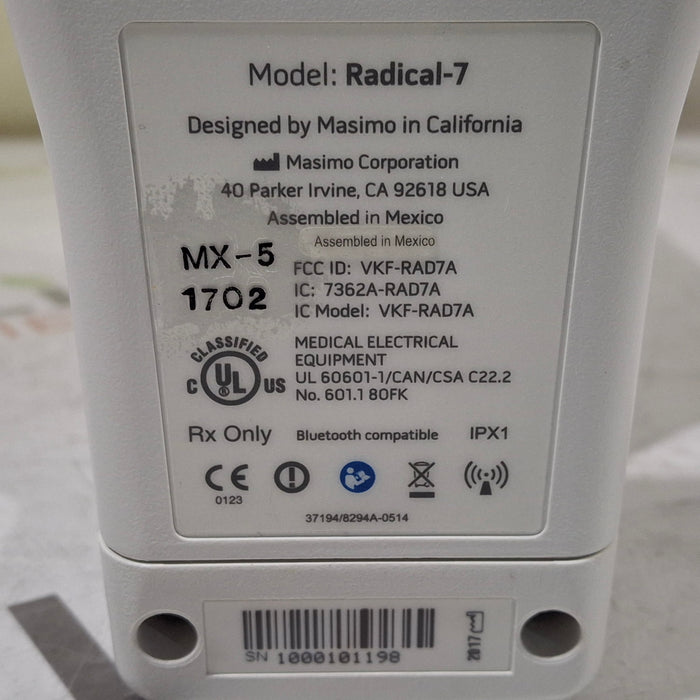 Model: Radical-7
Designed by Masimo in California
Masimo Corporation
40 Parker Irvine, CA 92618 USA
Assembled in Mexico
Assembled in Mexico
MX-5
1702
FCC ID: VKF-RAD7A
IC: 7362A-RAD7A
IC Model: VKF-RAD7A
CLASSIFIED
C UL US
MEDICAL ELECTRICAL
EQUIPMENT
UL 60601-1/CAN/CSA C22.2
No. 601.1 80FK
Rx Only Bluetooth compatible IPX1
CE
0123
37194/8294A-0514
SN 1000101198
2017